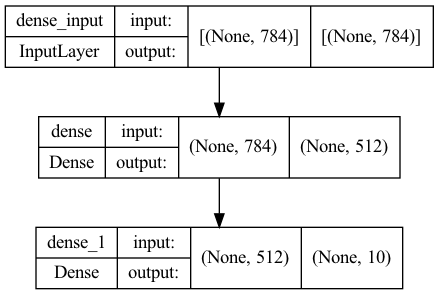 dense_input input: [(None, 784)] [(None, 784)]
InputLayer output:
dense input: (None, 784) (None, 512)
Dense output:
dense_1 input: (None, 512) (None, 10)
Dense output: